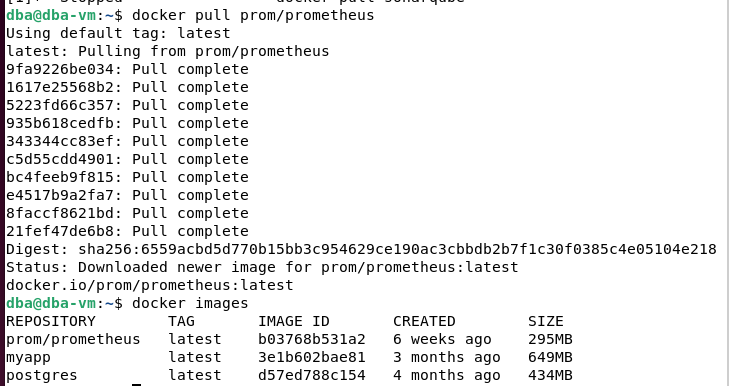 [1]+  Stopped                 docker pull sonarqube
dba@dba-vm:~$ docker pull prom/prometheus
Using default tag: latest
latest: Pulling from prom/prometheus
9fa9226be034: Pull complete
1617e25568b2: Pull complete
5223fd66c357: Pull complete
935b618cedfb: Pull complete
343344cc83ef: Pull complete
c5d55cdd4901: Pull complete
bc4feeb9f815: Pull complete
e4517b9a2fa7: Pull complete
8faccf8621bd: Pull complete
21fef47de6b8: Pull complete
Digest: sha256:6559acbd5d770b15bb3c954629ce190ac3cbbdb2b7f1c30f0385c4e05104e218
Status: Downloaded newer image for prom/prometheus:latest
docker.io/prom/prometheus:latest
dba@dba-vm:~$ docker images
REPOSITORY        TAG       IMAGE ID       CREATED        SIZE
prom/prometheus   latest    b03768b531a2   6 weeks ago    295MB
myapp             latest    3e1b602bae81   3 months ago   649MB
postgres          latest    d57ed788c154   4 months ago   434MB